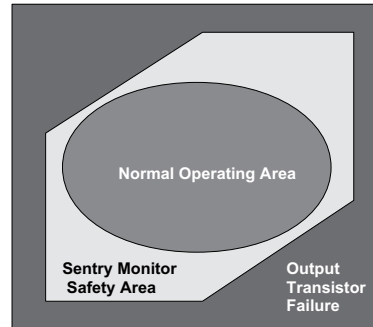 Normal Operating Area
Sentry Monitor
Safety Area
Output
Transistor
Failure